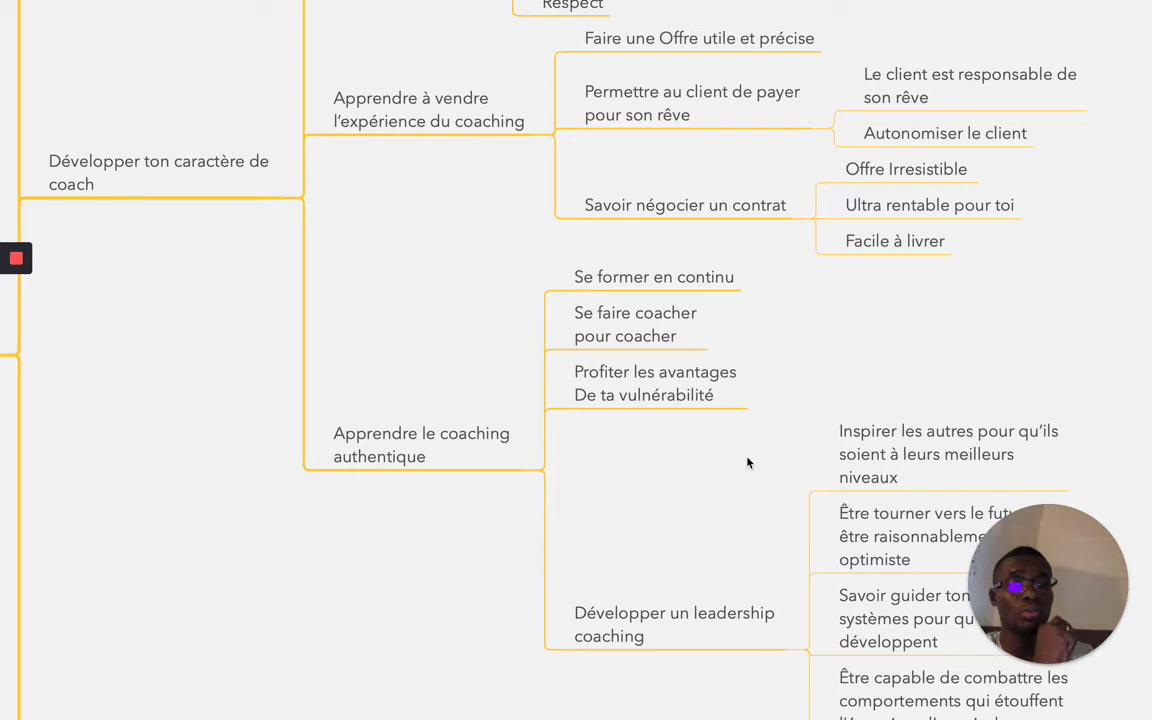 Respect
Faire une Offre utile et précise
Le client est responsable de
son rêve
Permettre au client de payer
pour son rêve
Autonomiser le client
Apprendre à vendre
l’expérience du coaching
Offre Irresistible
Savoir négocier un contrat
Ultra rentable pour toi
Facile à livrer
Développer ton caractère de
coach
Se former en continu
Se faire coacher
pour coacher
Profiter les avantages
De ta vulnérabilité
Apprendre le coaching
authentique
Inspirer les autres pour qu’ils
soient à leurs meilleurs
niveaux
Être tourner vers le
être
optimiste
Savoir guider
systèmes pour
développent
Développer un leadership
coaching
Être capable de combattre les
comportements qui étouffent